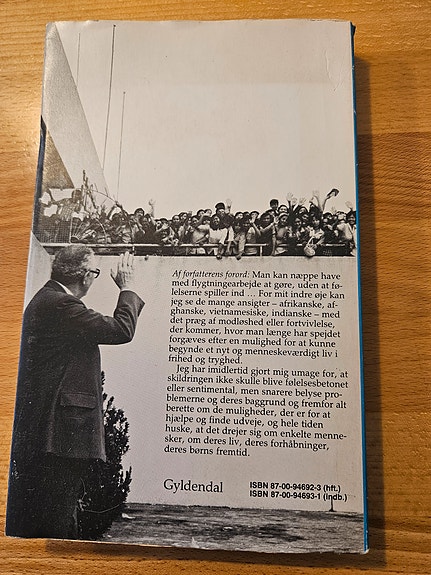 Af forfatterens forord: Man kan næppe have
med flygtningearbejde at gøre, uden at fø-
lelserne spiller ind ... For mit indre øje kan
jeg se de mange ansigter – afrikanske, af-
ghanske, vietnamesiske, indianske – med
det præg af modløshed eller fortvivlelse,
der kommer, hvor man længe har spejdet
forgæves efter en mulighed for at kunne
begynde et nyt og menneskeværdigt liv i
frihed og tryghed.
Jeg har imidlertid gjort mig umage for, at
skildringen ikke skulle blive følelsesbetonet
eller sentimental, men snarere belyse pro-
blemerne og deres baggrund og fremfor alt
berette om de muligheder, der er for at
hjælpe og finde udveje, og hele tiden
huske, at det drejer sig om enkelte menne-
sker, om deres liv, deres forhåbninger,
deres børns fremtid.
Gyldendal
ISBN 87-00-94692-3 (hft.)
ISBN 87-00-94693-1 (indb.)